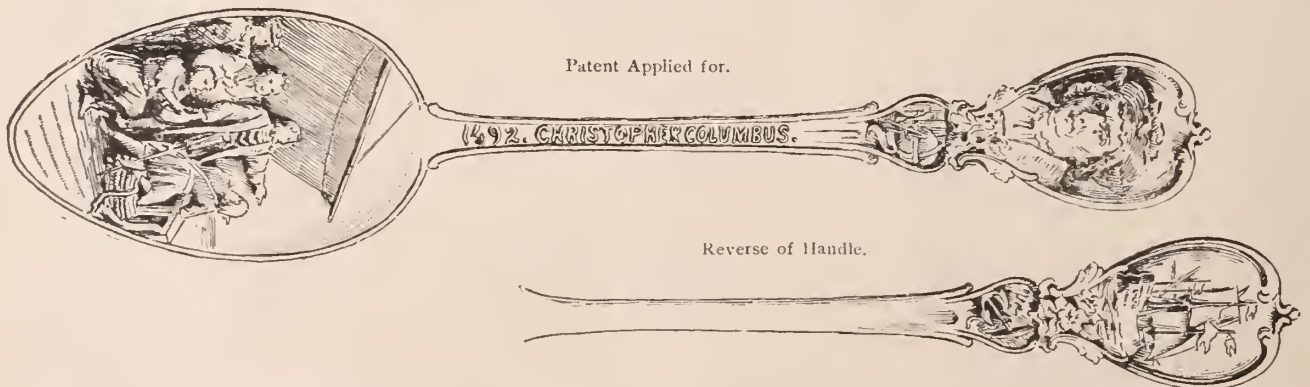 Patent Applied for.
1492. CHRISTOPHER COLUMBUS.
Reverse of Handle.